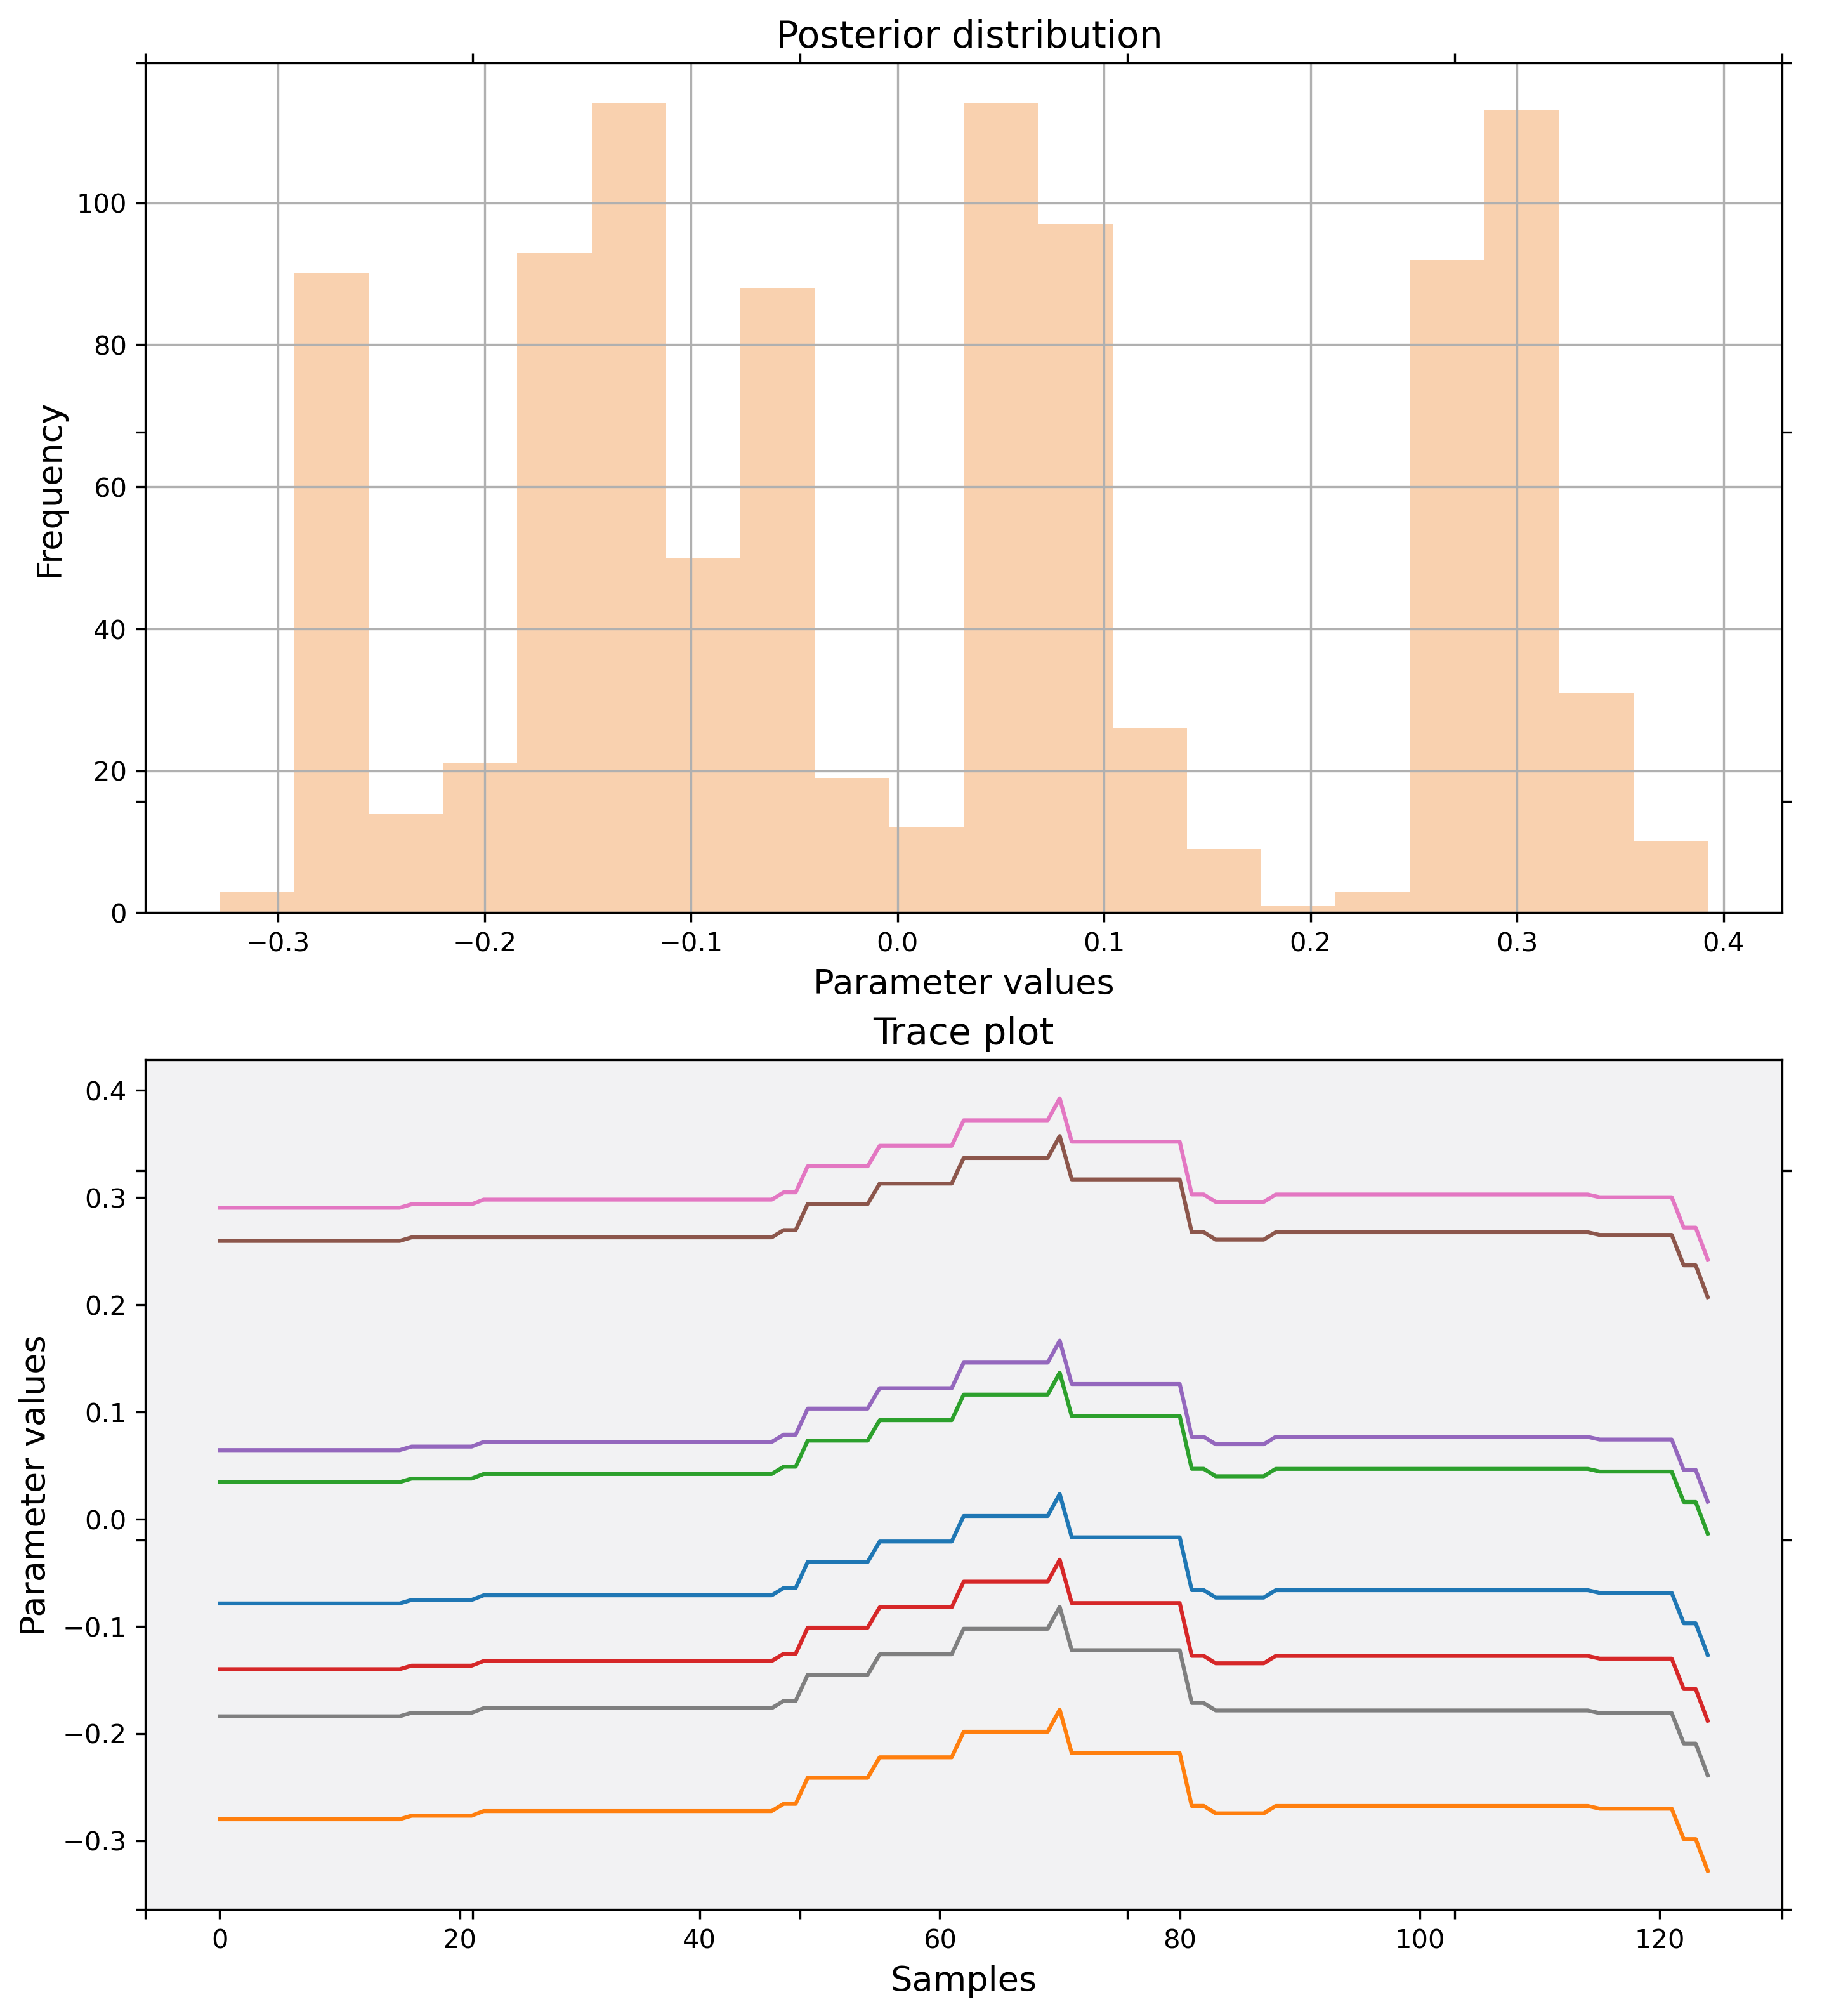 Posterior distribution
Frequency
100
80
60
40
20
0
−0.3 −0.2 −0.1 0.0 0.1 0.2 0.3 0.4
Parameter values
Trace plot
Parameter values
0.4
0.3
0.2
0.1
0.0
−0.1
−0.2
−0.3
0 20 40 60 80 100 120
Samples